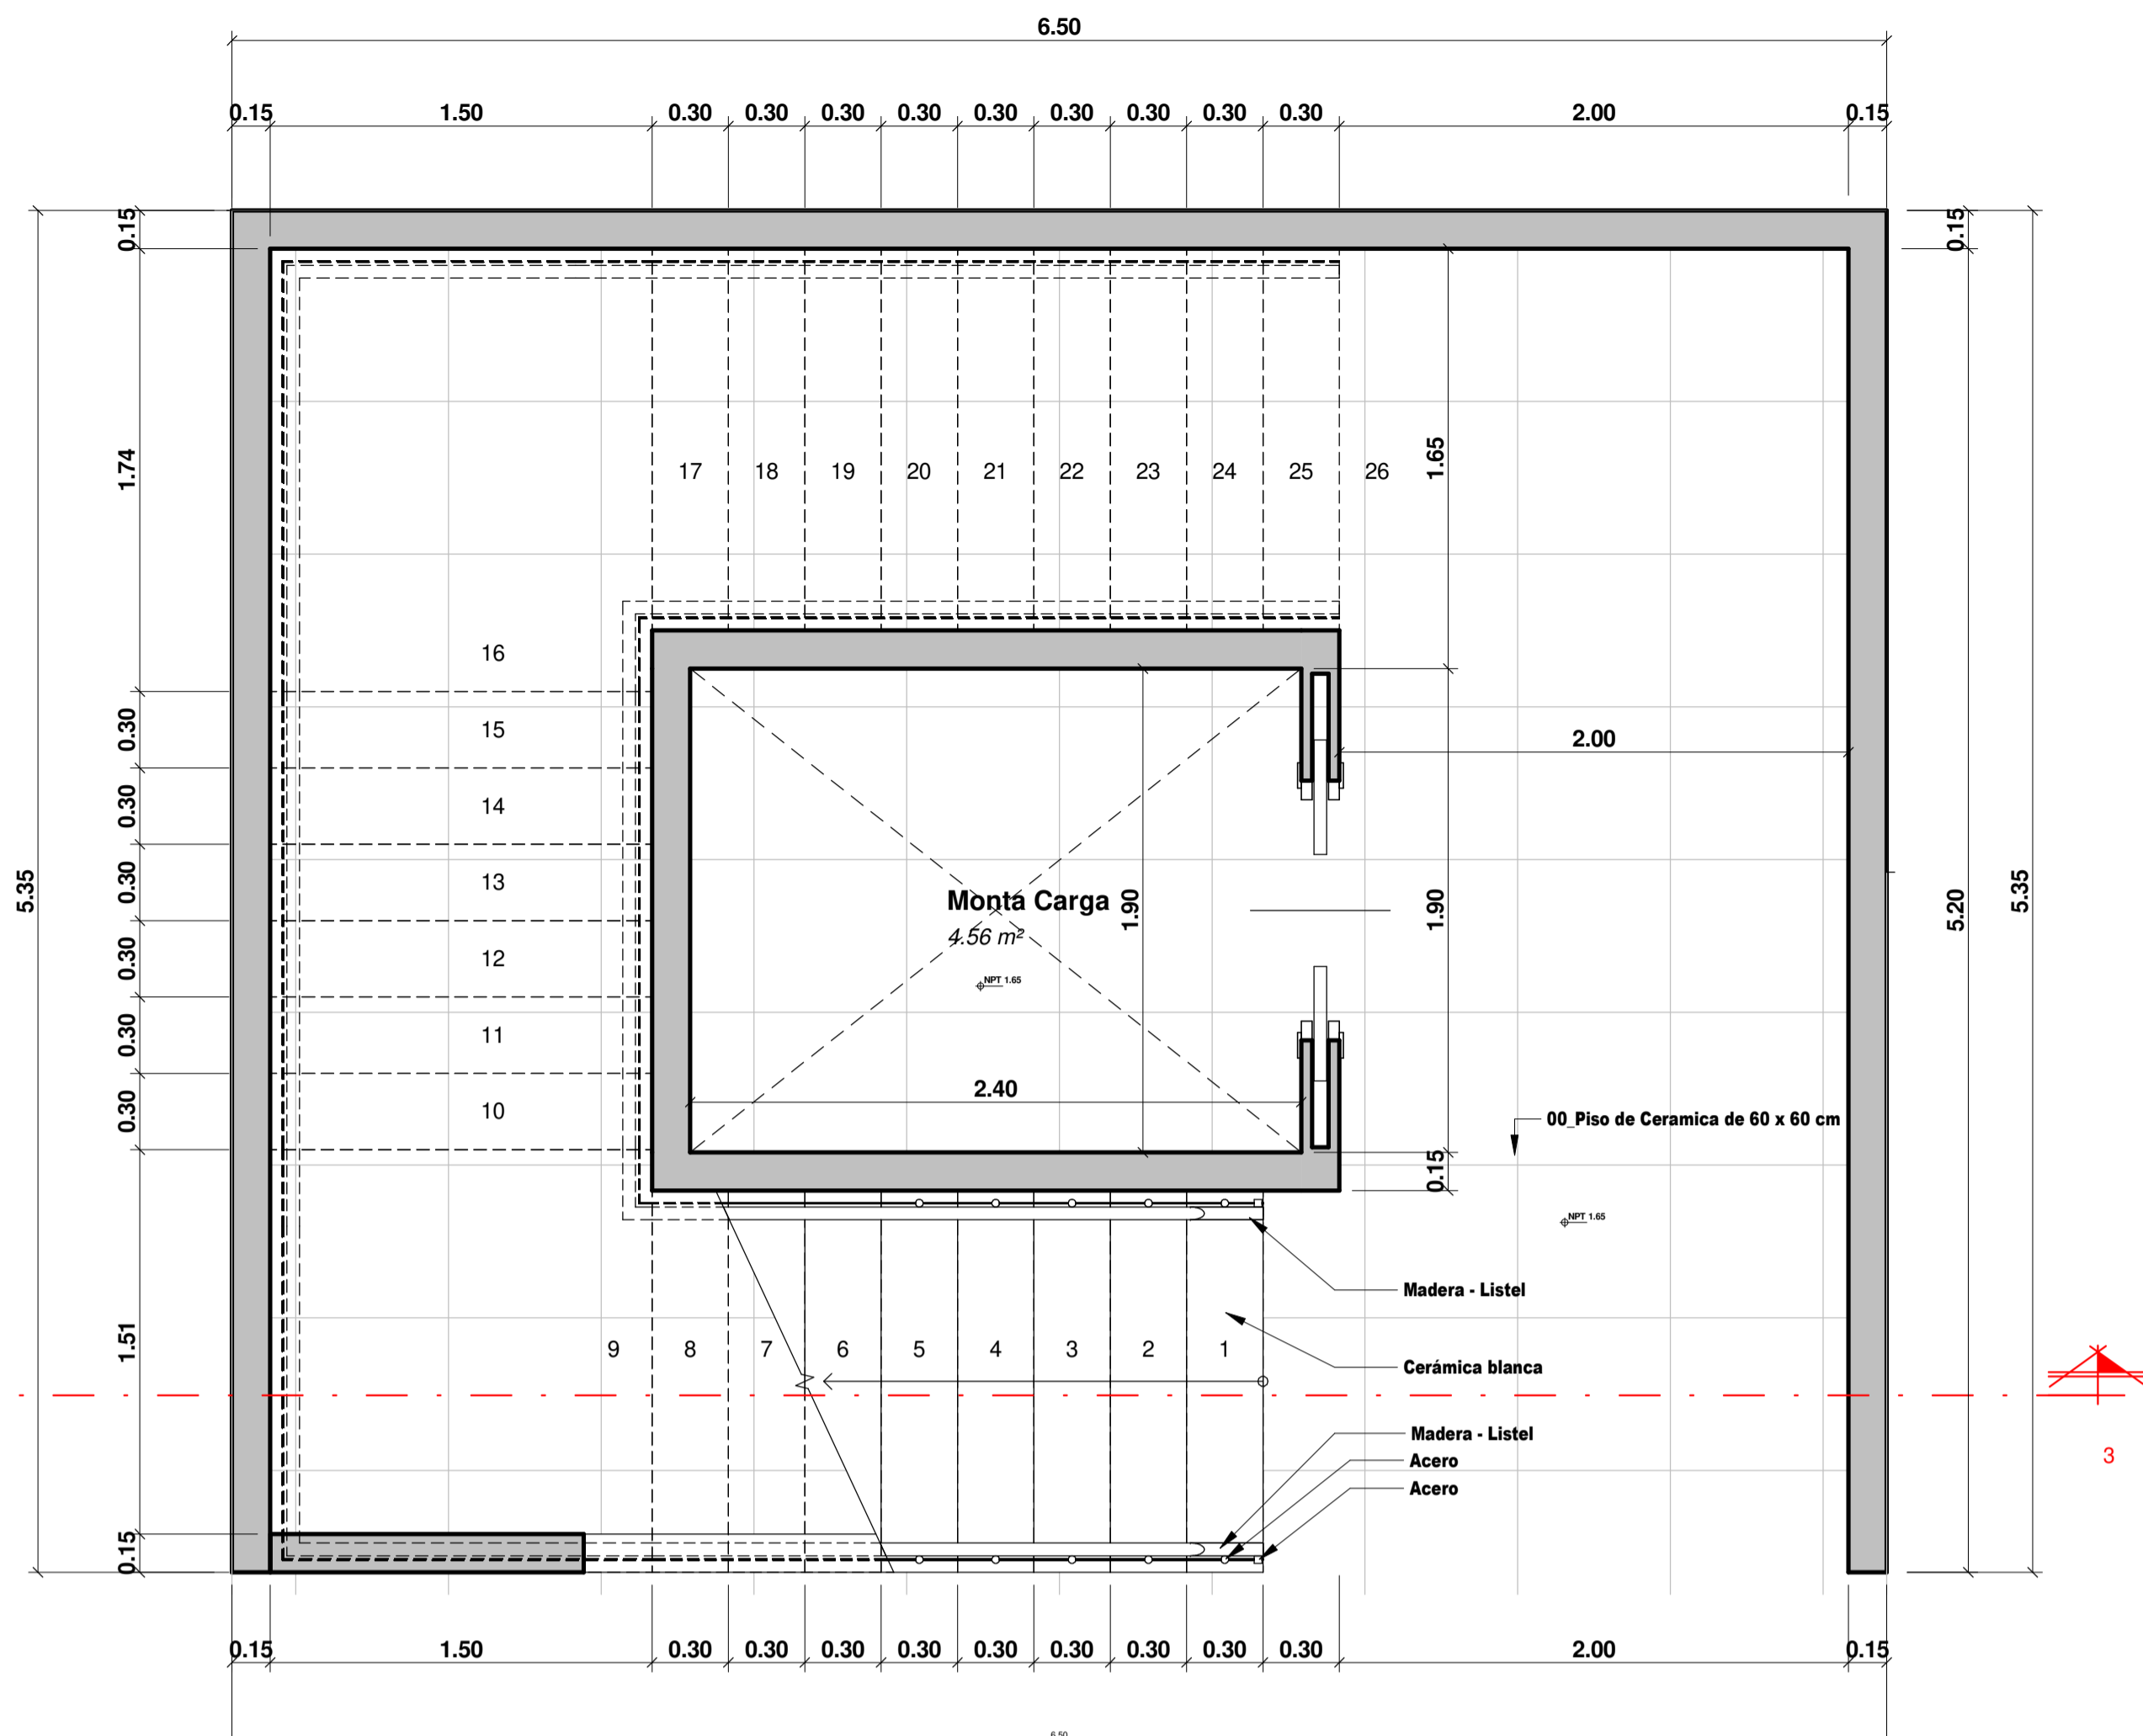 6.50
0.15 1.50 0.30 0.30 0.30 0.30 0.30 0.30 0.30 0.30 0.30 2.00 0.15
0.15 0.15
1.74 17 18 19 20 21 22 23 24 25 26 1.65
16
0.30 15 2.00
0.30 14
5.35 0.30 13 5.35
Monta Carga 1.90 1.90 5.20
4.56 m²
0.30 12
NPT 1.65
0.30 11
2.40
0.30 10
00_Piso de Ceramica de 60 x 60 cm
0.15
NPT 1.65
Madera - Listel
1.51 9 8 7 6 5 4 3 2 1
Cerámica blanca
Madera - Listel
Acero
3
Acero
0.15
0.15 1.50 0.30 0.30 0.30 0.30 0.30 0.30 0.30 0.30 0.30 2.00 0.15
6.50